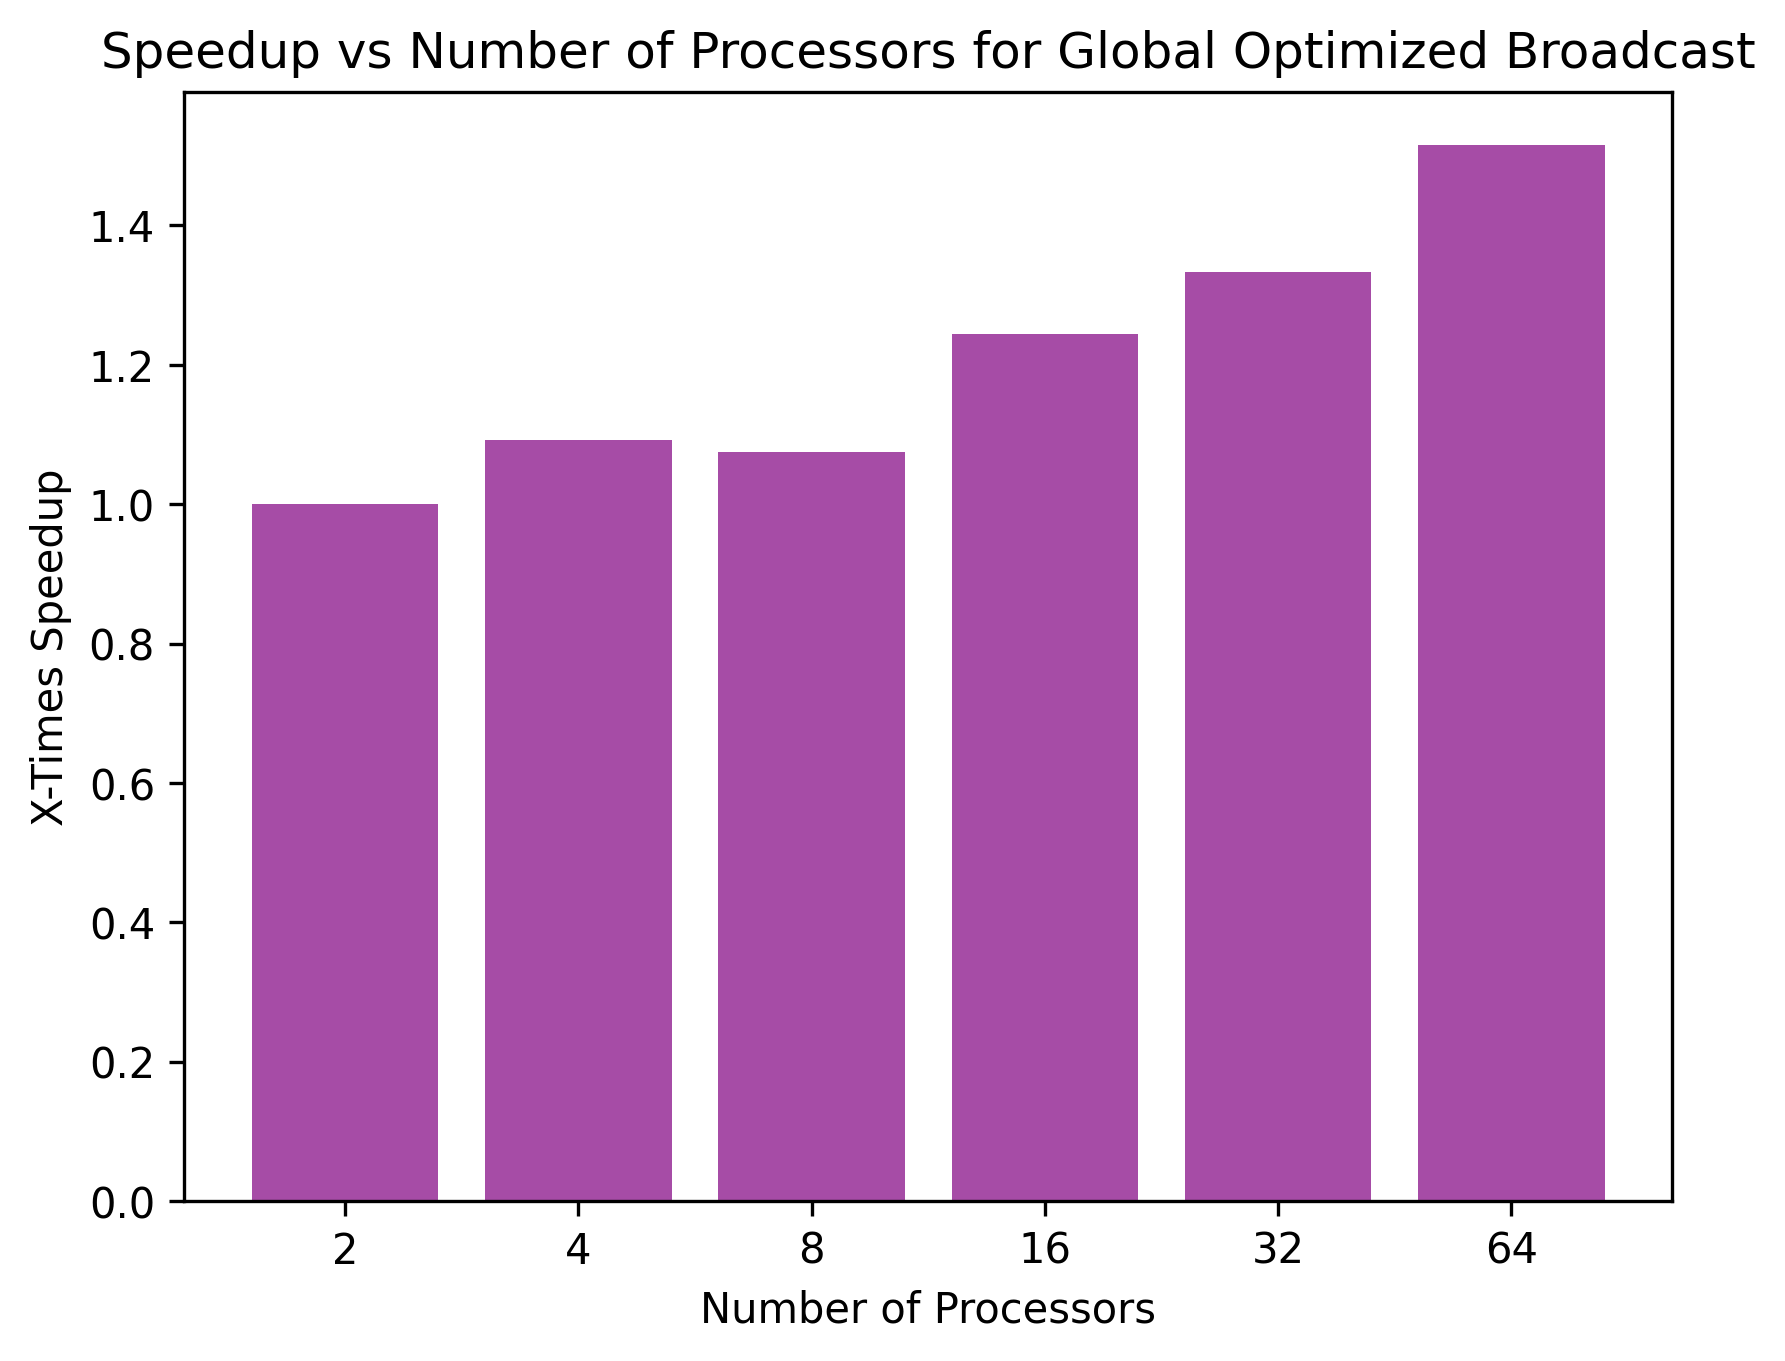 Speedup vs Number of Processors for Global Optimized Broadcast
X-Times Speedup
1.4
1.2
1.0
0.8
0.6
0.4
0.2
0.0
2 4 8 16 32 64
Number of Processors